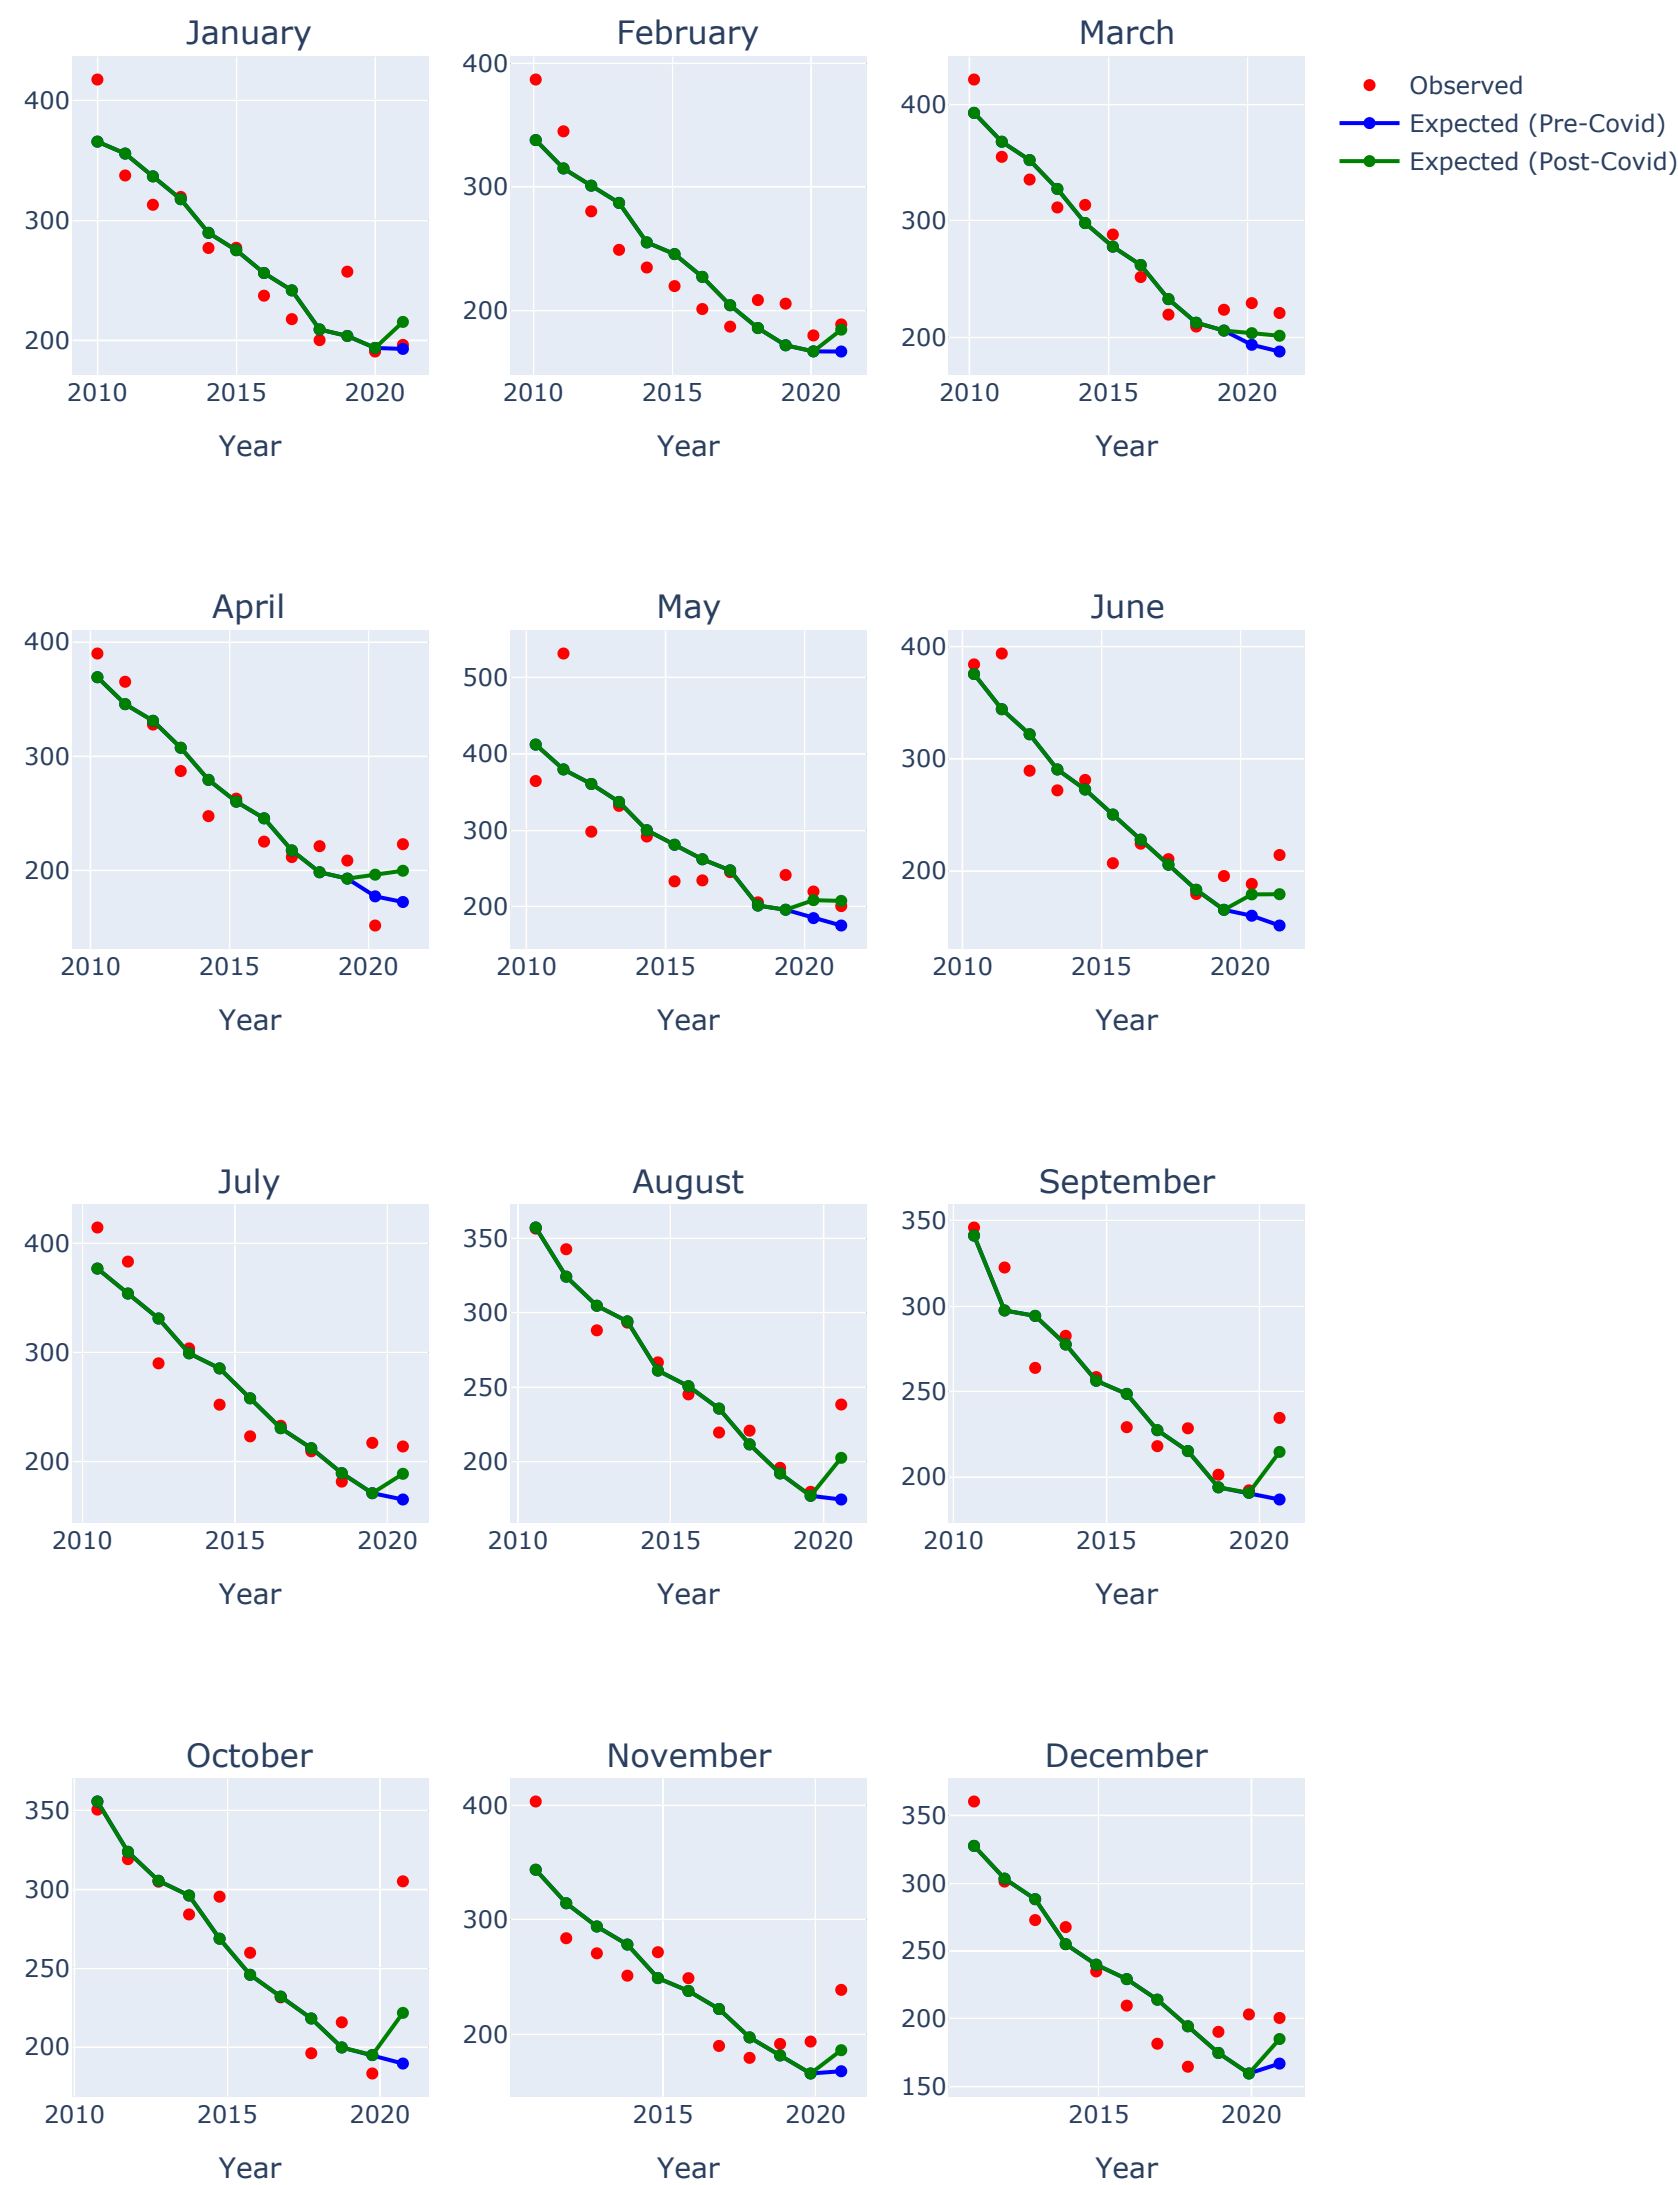 January
February
March
400
300
200
2010
2015
2020
Year
400
300
200
2010
2015
2020
Year
400
300
200
2010
2015
2020
Year
Observed
Expected (Pre-Covid)
Expected (Post-Covid)
April
May
June
400
300
200
2010
2015
2020
Year
500
400
300
200
2010
2015
2020
Year
400
300
200
2010
2015
2020
Year
July
August
September
400
300
200
2010
2015
2020
Year
350
300
250
200
2010
2015
2020
Year
350
300
250
200
2010
2015
2020
Year
October
November
December
350
300
250
200
2010
2015
2020
Year
400
300
200
2015
2020
Year
350
300
250
200
150
2015
2020
Year